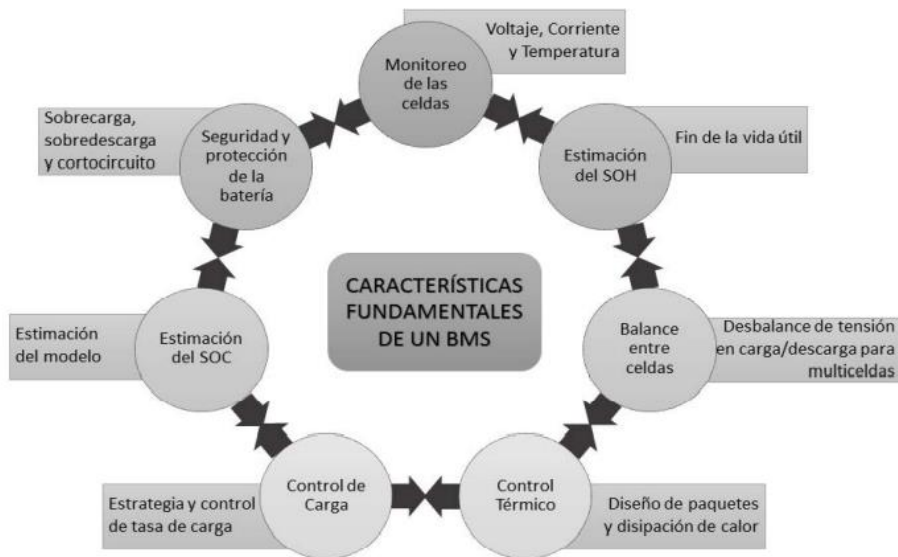 Voltaje, Corriente
y Temperatura
Monitoreo
de las
celdas
Sobrecarga,
sobredescarga
y cortocircuito
Seguridad y
protección de la
batería
Estimación
del SOH
Fin de la vida útil
CARACTERÍSTICAS
FUNDAMENTALES
DE UN BMS
Estimación
del modelo
Estimación
del SOC
Balance
entre
celdas
Desbalance de tensión
en carga/descarga para
multiceldas
Estrategia y control
de tasa de carga
Control de
Carga
Control
Térmico
Diseño de paquetes
y disipación de calor